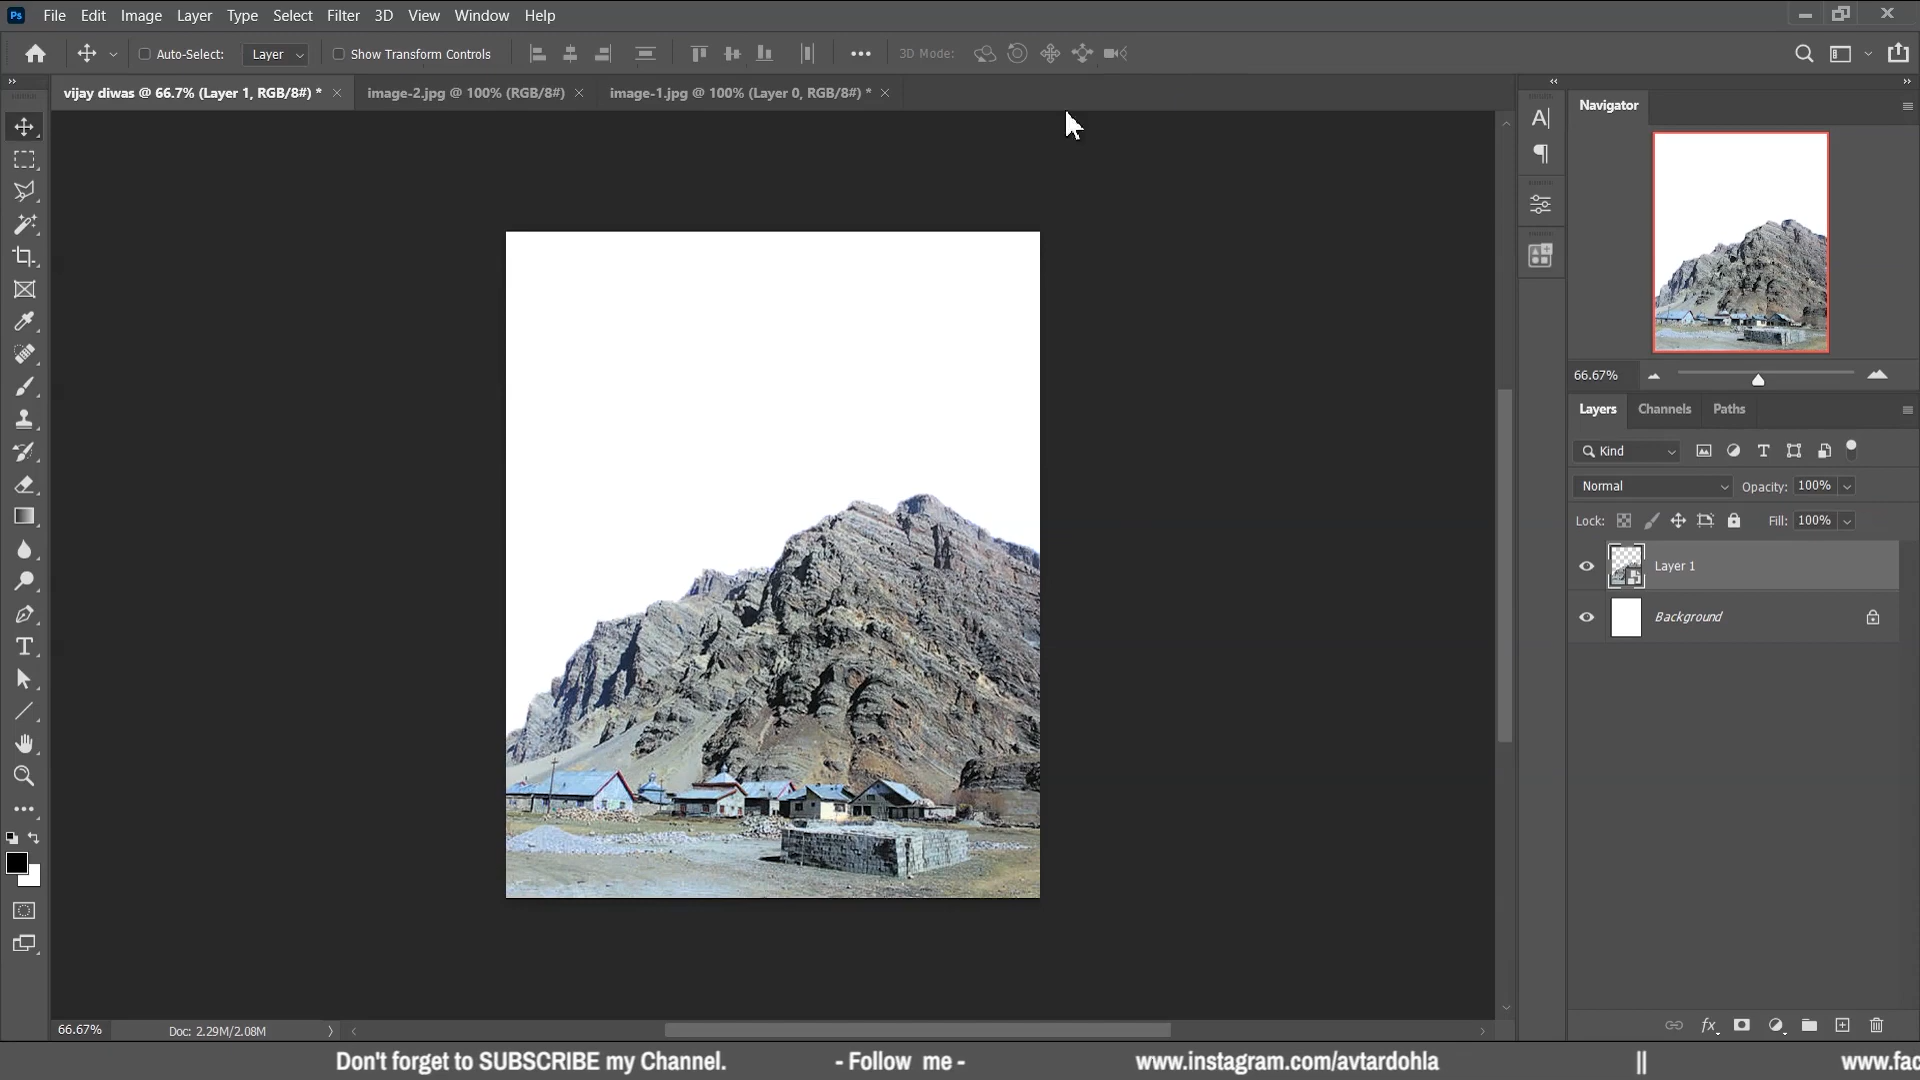 Ps File Edit Image Layer Type Select Filter 3D View Window Help
Auto-Select: Layer Show Transform Controls 3D Mode:
vijay diwas @ 66.7% (Layer 1, RGB/8#) * image-2.jpg @ 100% (RGB/8#) image-1.jpg @ 100% (Layer 0, RGB/8#) *
Navigator
66.67%
Layers Channels Paths
Kind
Normal Opacity: 100%
Lock: Fill: 100%
Layer 1
Background
66.67% Doc: 2.29M/2.08M
Don't forget to SUBSCRIBE my Channel. - Follow me - www.instagram.com/avtardohla || www.fac